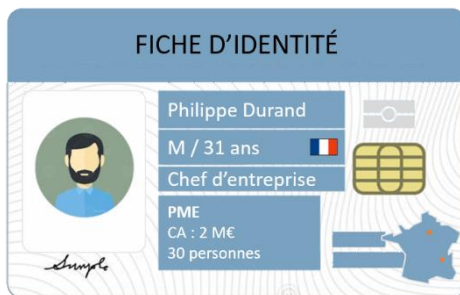 FICHE D'IDENTITÉ
Philippe Durand
M / 31 ans
Chef d'entreprise
PME
CA : 2 M€
30 personnes